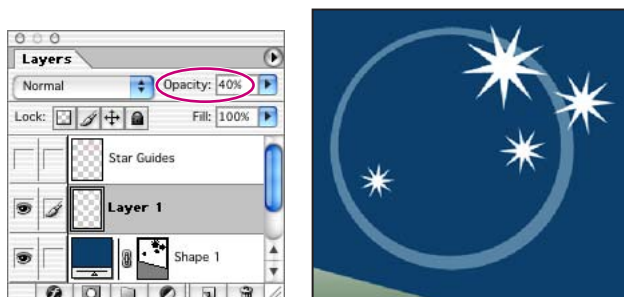 Layers
Normal Opacity: 40%
Lock: Fill: 100%
Star Guides
Layer 1
Shape 1